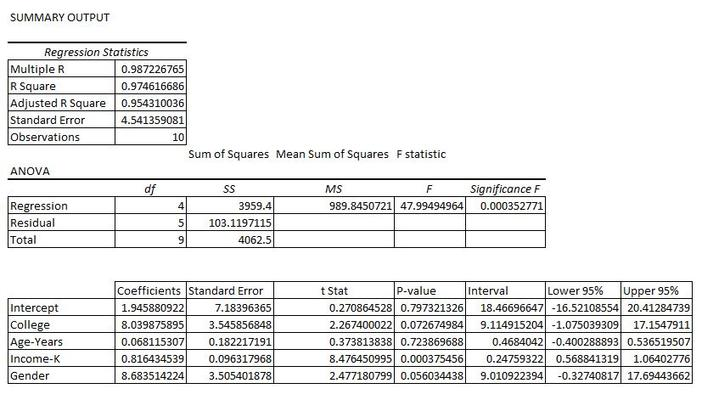 SUMMARY OUTPUT
Regression Statistics
Multiple R 0.987226765
R Square 0.974616686
Adjusted R Square 0.954310036
Standard Error 4.541359081
Observations 10
Sum of Squares Mean Sum of Squares F statistic
ANOVA
df SS MS F Significance F
Regression 4 3959.4 989.8450721 47.99494964 0.000352771
Residual 5 103.1197115
Total 9 4062.5
Coefficients Standard Error t Stat P-value Interval Lower 95% Upper 95%
Intercept 1.945880922 7.18396365 0.270864528 0.797321326 18.46696647 -16.52108554 20.41284739
College 8.039875895 3.545856848 2.267400022 0.072674984 9.114915204 -1.075039309 17.1547911
Age-Years 0.068115307 0.182217191 0.373813838 0.723869688 0.4684042 -0.400288893 0.536519507
Income-K 0.816434539 0.096317968 8.476450995 0.000375456 0.24759322 0.568841319 1.06402776
Gender 8.683514224 3.505401878 2.477180799 0.056034438 9.010922394 -0.32740817 17.69443662